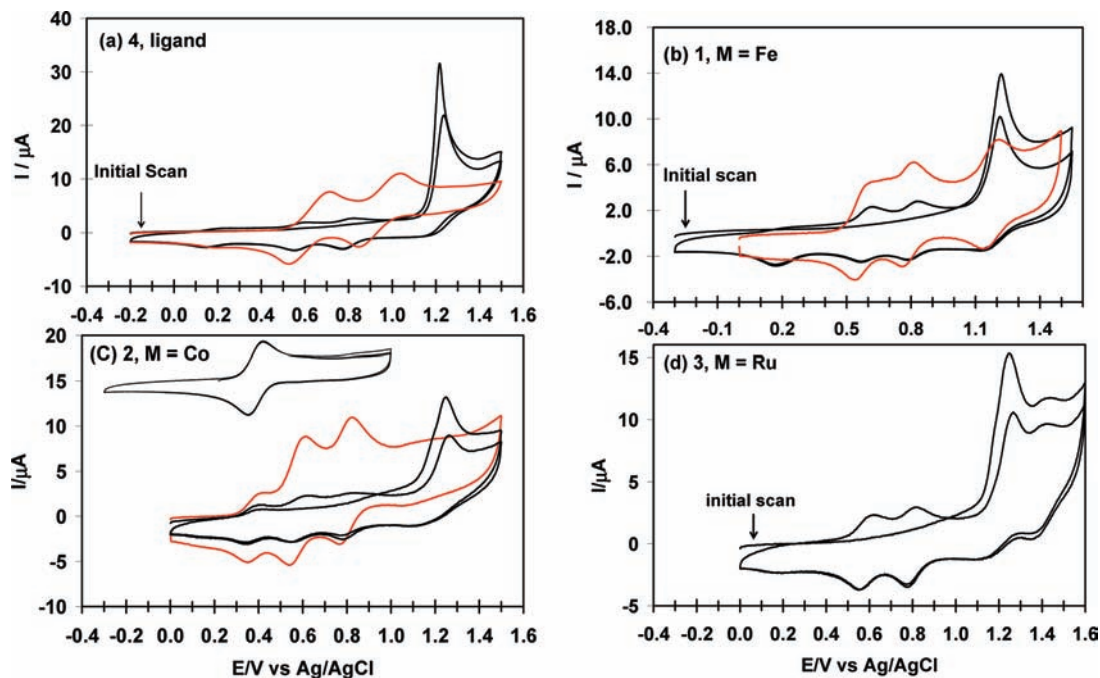 (a) 4, ligand
40
30
20
10
0
-10
I / µA
Initial Scan
-0.4 -0.2 0.0 0.2 0.4 0.6 0.8 1.0 1.2 1.4 1.6
(b) 1, M = Fe
18.0
14.0
10.0
6.0
2.0
-2.0
-6.0
I / µA
Initial scan
-0.4 -0.1 0.2 0.5 0.8 1.1 1.4
(C) 2, M = Co
20
15
10
5
0
-5
-10
I/µA
-0.4 -0.2 0.0 0.2 0.4 0.6 0.8 1.0 1.2 1.4 1.6
E/V vs Ag/AgCl
(d) 3, M = Ru
15
10
5
0
-5
I/µA
initial scan
-0.4 -0.2 0.0 0.2 0.4 0.6 0.8 1.0 1.2 1.4 1.6
E/V vs Ag/AgCl